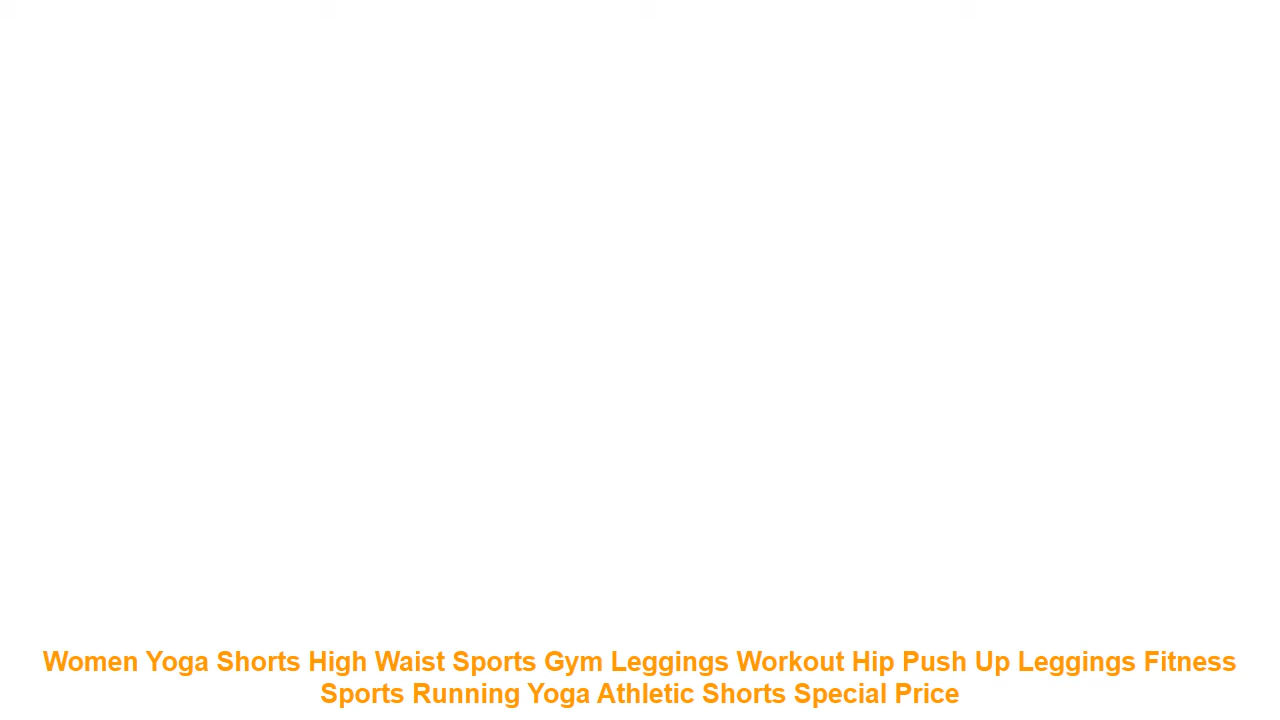 Women Yoga Shorts High Waist Sports Gym Leggings Workout Hip Push Up Leggings Fitness
Sports Running Yoga Athletic Shorts Special Price